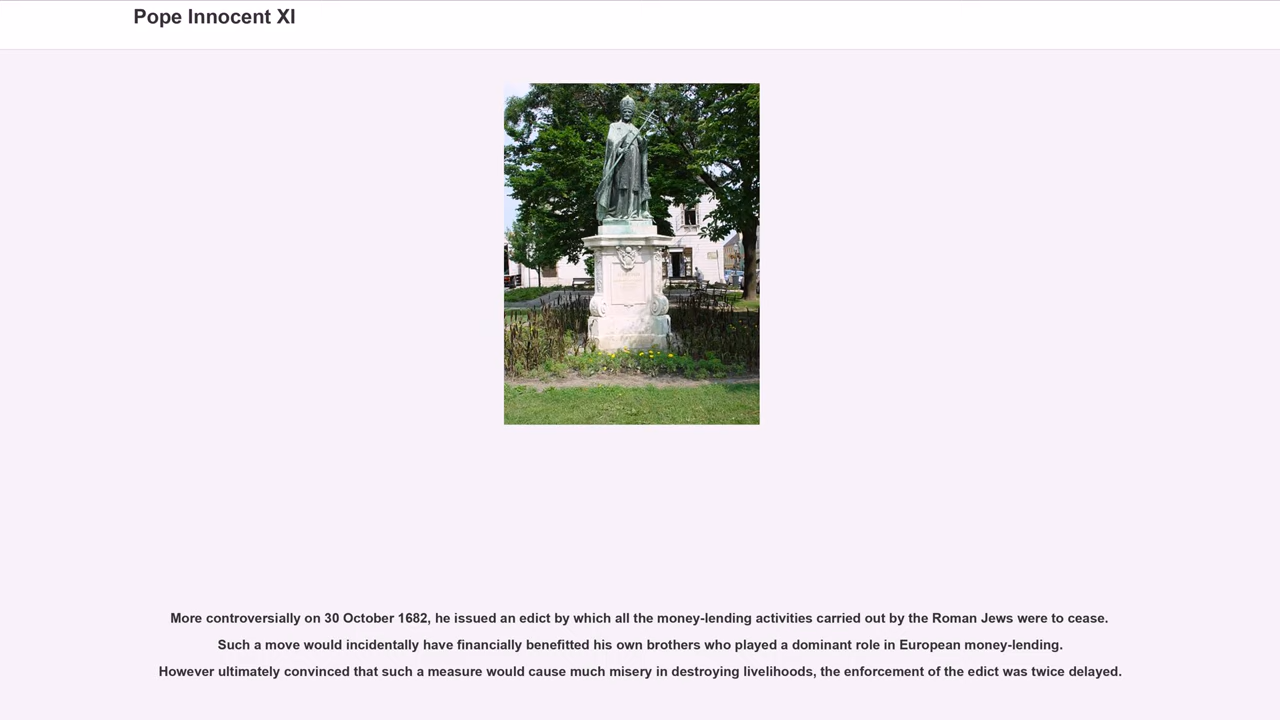 Pope Innocent XI
More controversially on 30 October 1682, he issued an edict by which all the money-lending activities carried out by the Roman Jews were to cease.
Such a move would incidentally have financially benefitted his own brothers who played a dominant role in European money-lending.
However ultimately convinced that such a measure would cause much misery in destroying livelihoods, the enforcement of the edict was twice delayed.